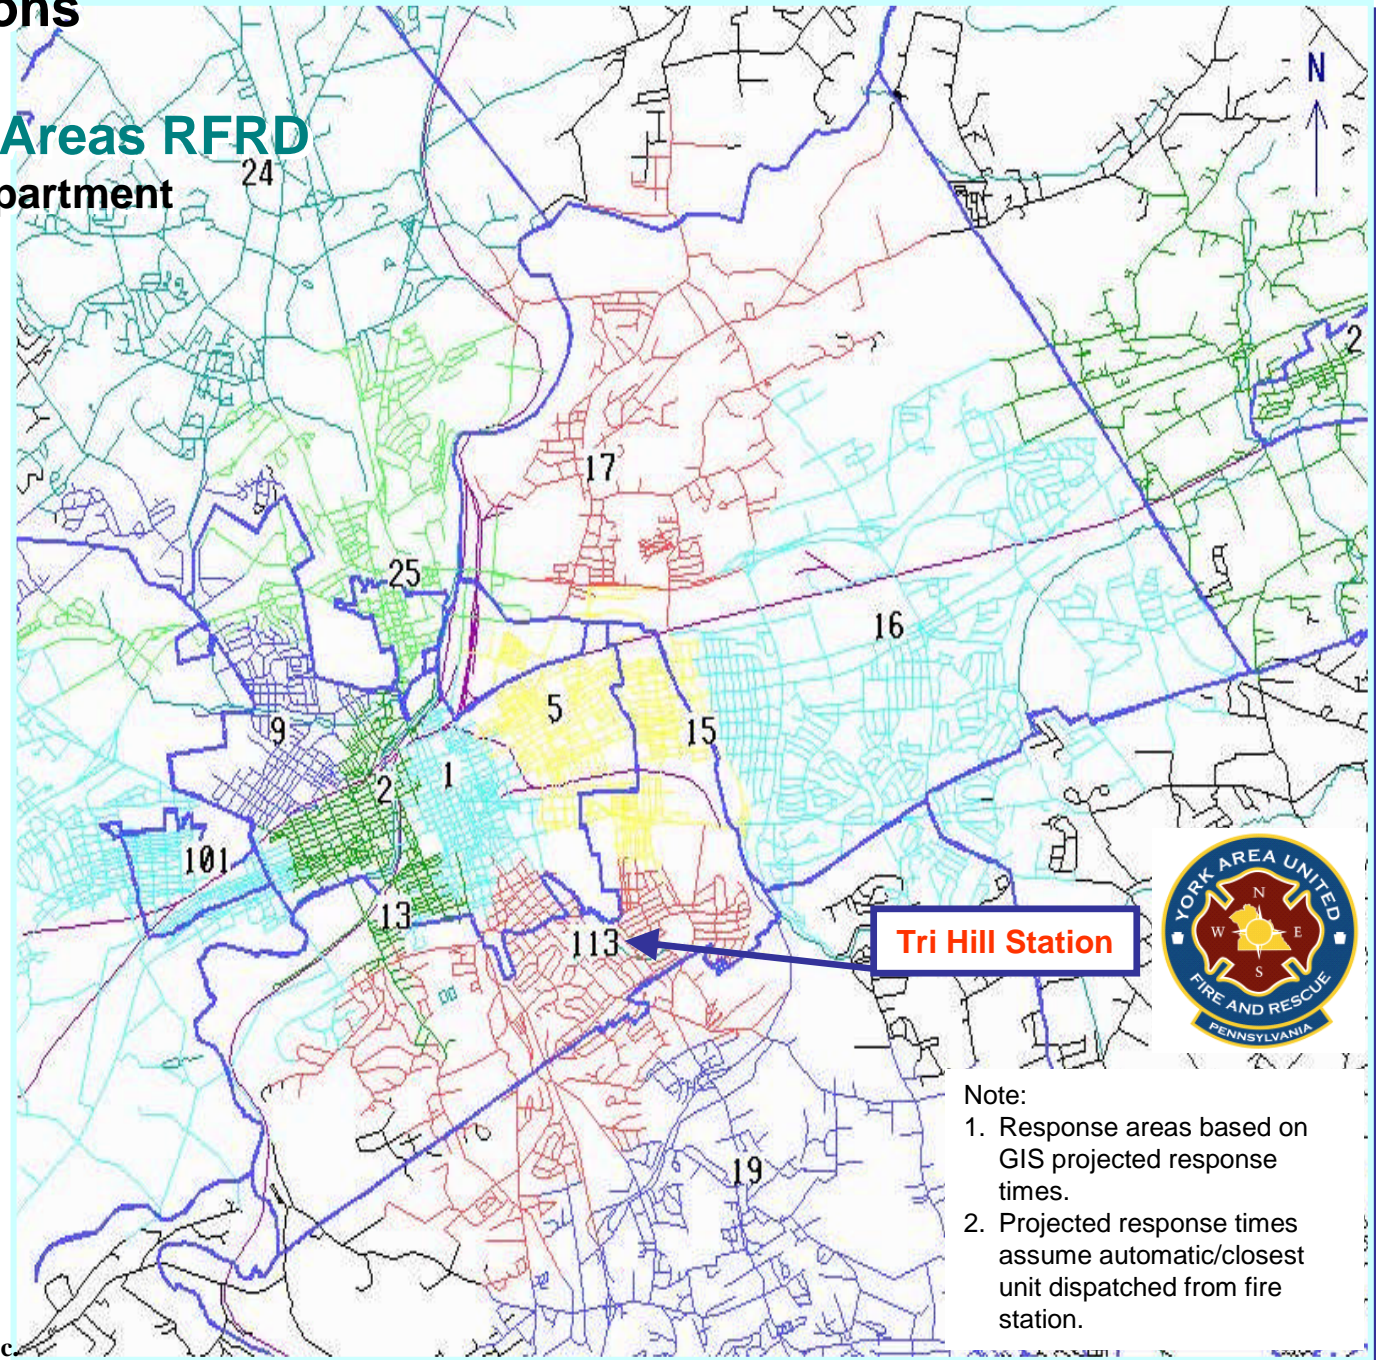 ons
Areas RFRD
partment
N
24
2
17
25
16
5
15
9
1
2
101
13
113
Tri Hill Station
YORK AREA UNITED
N
W
E
S
FIRE AND RESCUE
PENNSYLVANIA
19
Note:
1. Response areas based on
GIS projected response
times.
2. Projected response times
assume automatic/closest
unit dispatched from fire
station.
c.